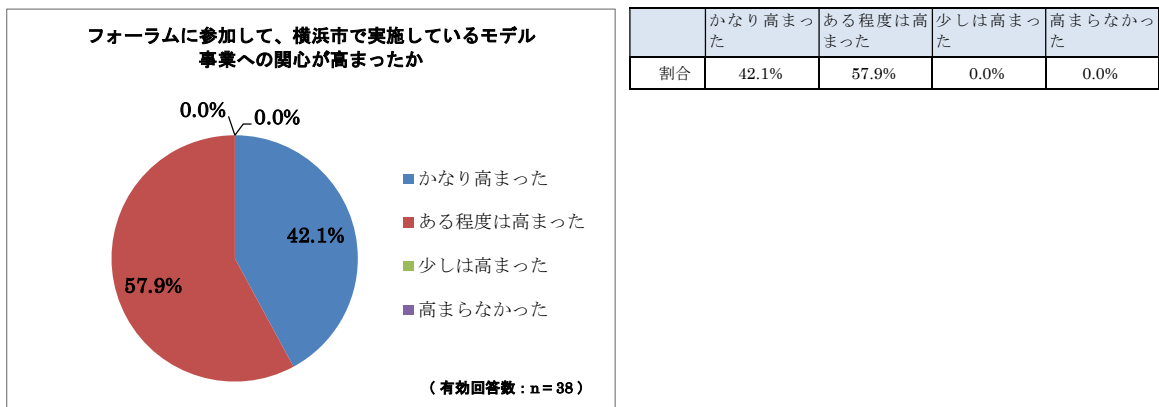 フォーラムに参加して、横浜市で実施しているモデル
事業への関心が高まったか
0.0%
0.0%
42.1%
57.9%
かなり高まった
ある程度は高まった
少しは高まった
高まらなかった
（有効回答数：n＝38）
かなり高まっ
た
ある程度は高
まった
少しは高まっ
た
高まらなかっ
た
割合 42.1% 57.9% 0.0% 0.0%